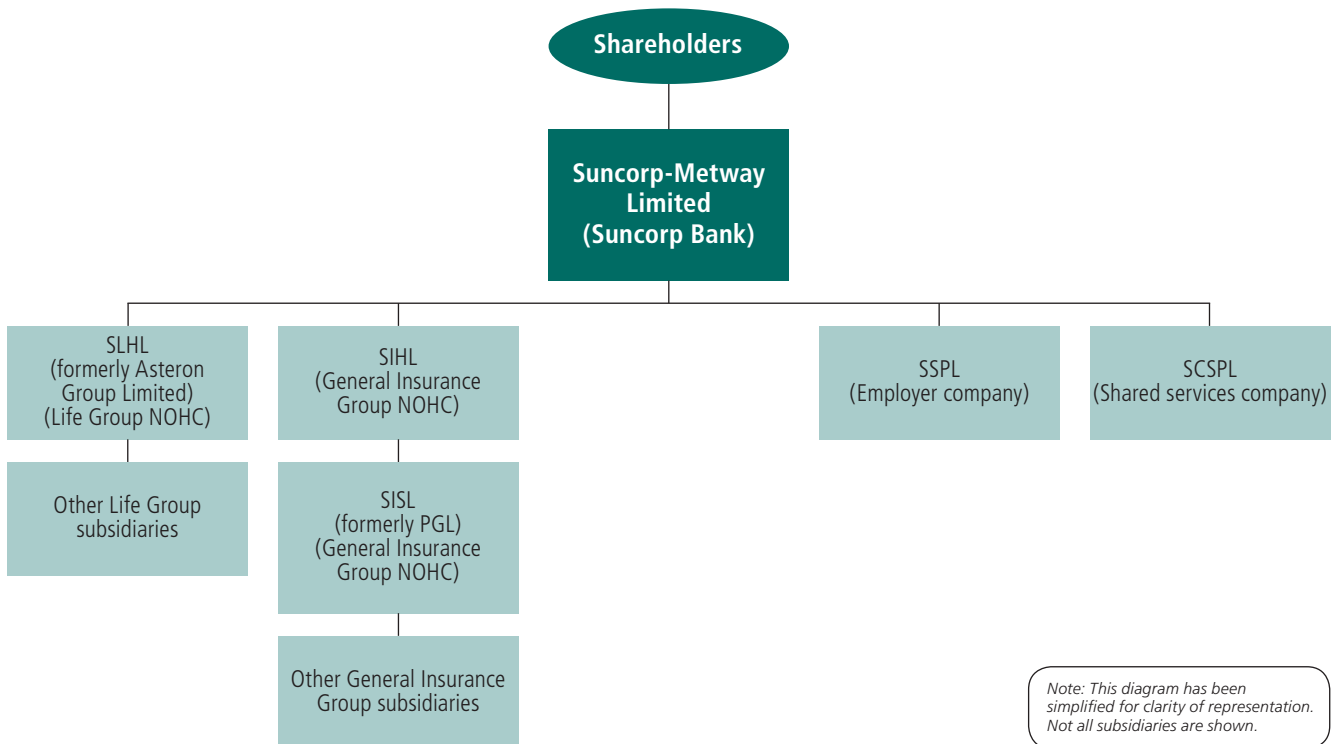 Shareholders
Suncorp-Metway
Limited
(Suncorp Bank)
SLHL
(formerly Asteron
Group Limited)
(Life Group NOHC)
SIHL
(General Insurance
Group NOHC)
SSPL
(Employer company)
SCSPL
(Shared services company)
Other Life Group
subsidiaries
SISL
(formerly PGL)
(General Insurance
Group NOHC)
Other General Insurance
Group subsidiaries
Note: This diagram has been
simplified for clarity of representation.
Not all subsidiaries are shown.